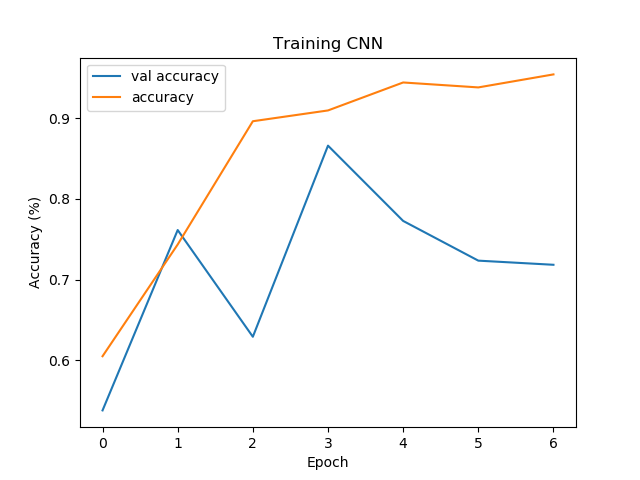 Training CNN
val accuracy
accuracy
Accuracy (%)
0.9
0.8
0.7
0.6
0 1 2 3 4 5 6
Epoch